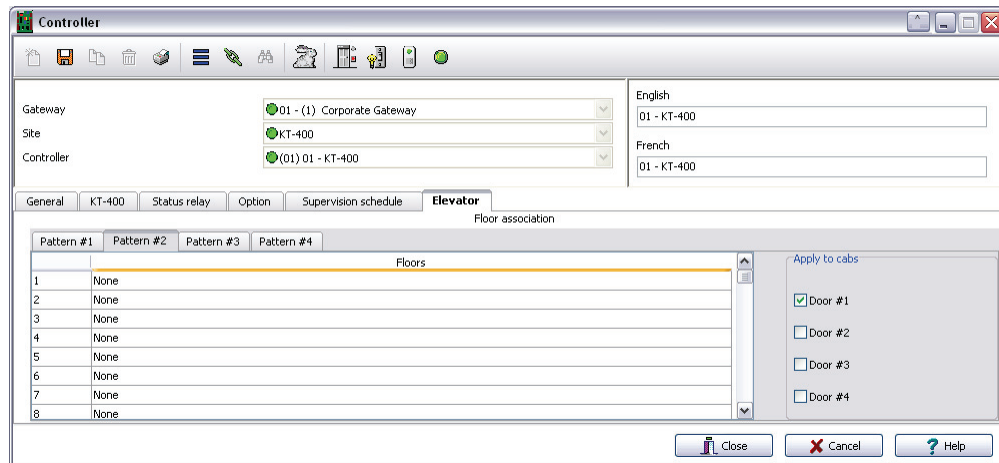 Controller
English
Gateway 01 - (1) Corporate Gateway 01 - KT-400
Site KT-400
French
Controller (01) 01 - KT-400 01 - KT-400
General KT-400 Status relay Option Supervision schedule Elevator
Floor association
Pattern #1 Pattern #2 Pattern #3 Pattern #4
Floors
Apply to cabs
1 None
2 None
3 None
4 None
5 None
6 None
7 None
8 None
Door #1
Door #2
Door #3
Door #4
Close Cancel ? Help